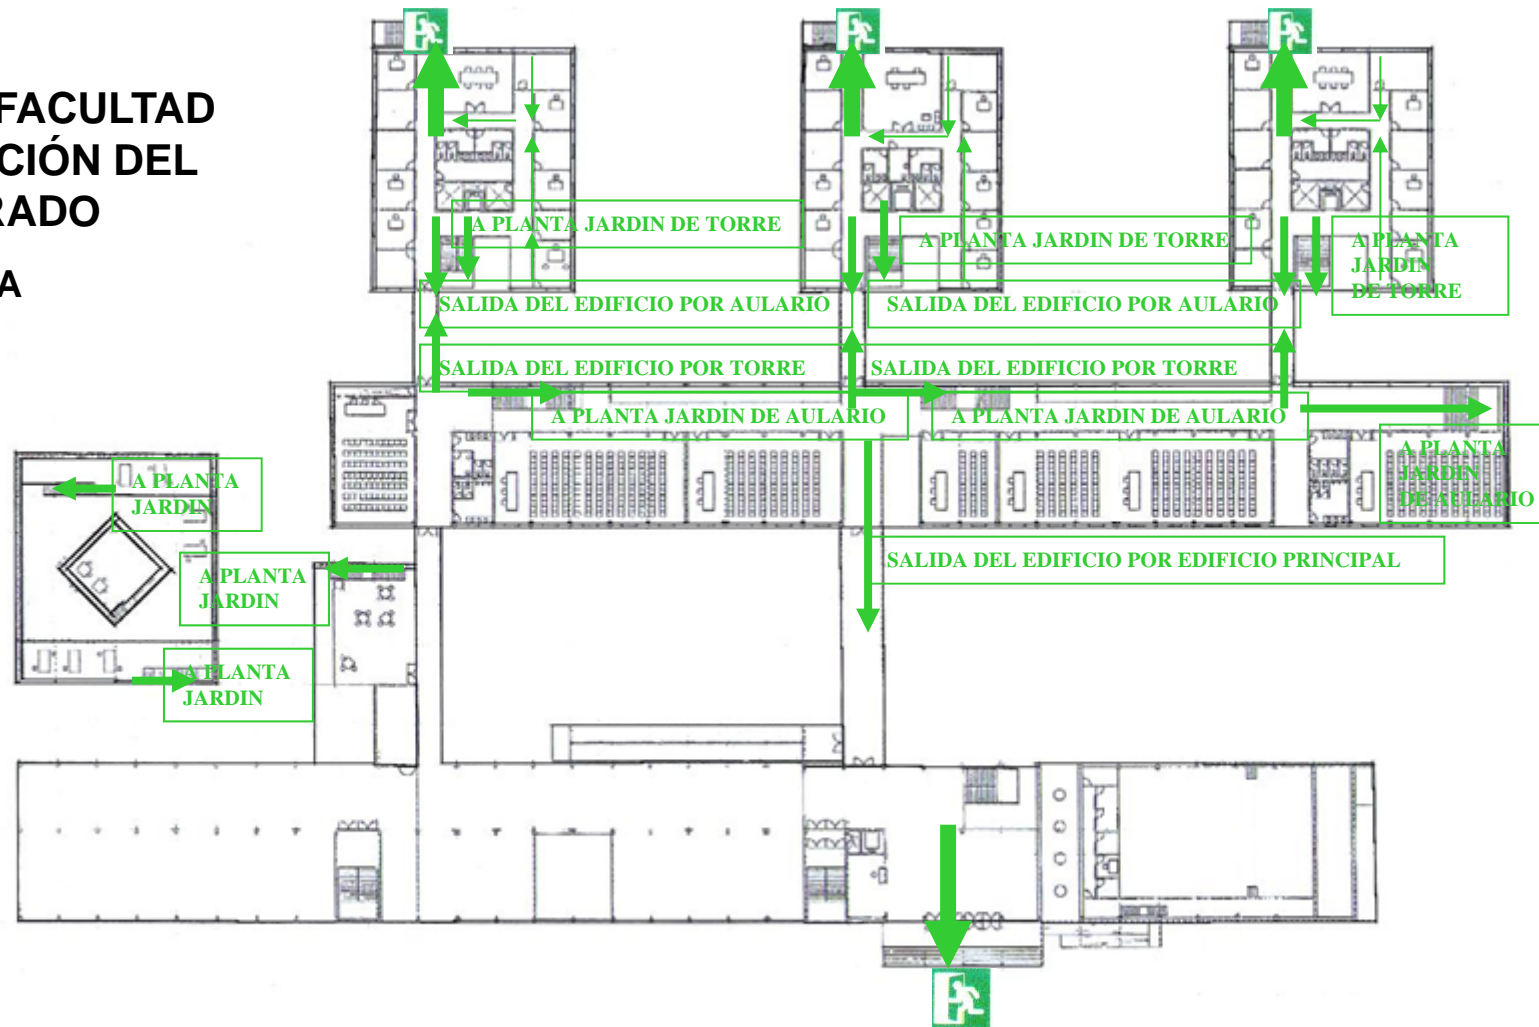 FACULTAD
CIÓN DEL
RADO
A
A PLANTA JARDIN DE TORRE
A PLANTA JARDIN DE TORRE
A PLANTA
JARDIN
DE TORRE
SALIDA DEL EDIFICIO POR AULARIO
SALIDA DEL EDIFICIO POR AULARIO
SALIDA DEL EDIFICIO POR TORRE
SALIDA DEL EDIFICIO POR TORRE
A PLANTA JARDIN DE AULARIO
A PLANTA JARDIN DE AULARIO
A PLANTA
JARDIN
DE AULARIO
A PLANTA
JARDIN
SALIDA DEL EDIFICIO POR EDIFICIO PRINCIPAL
A PLANTA
JARDIN
A PLANTA
JARDIN